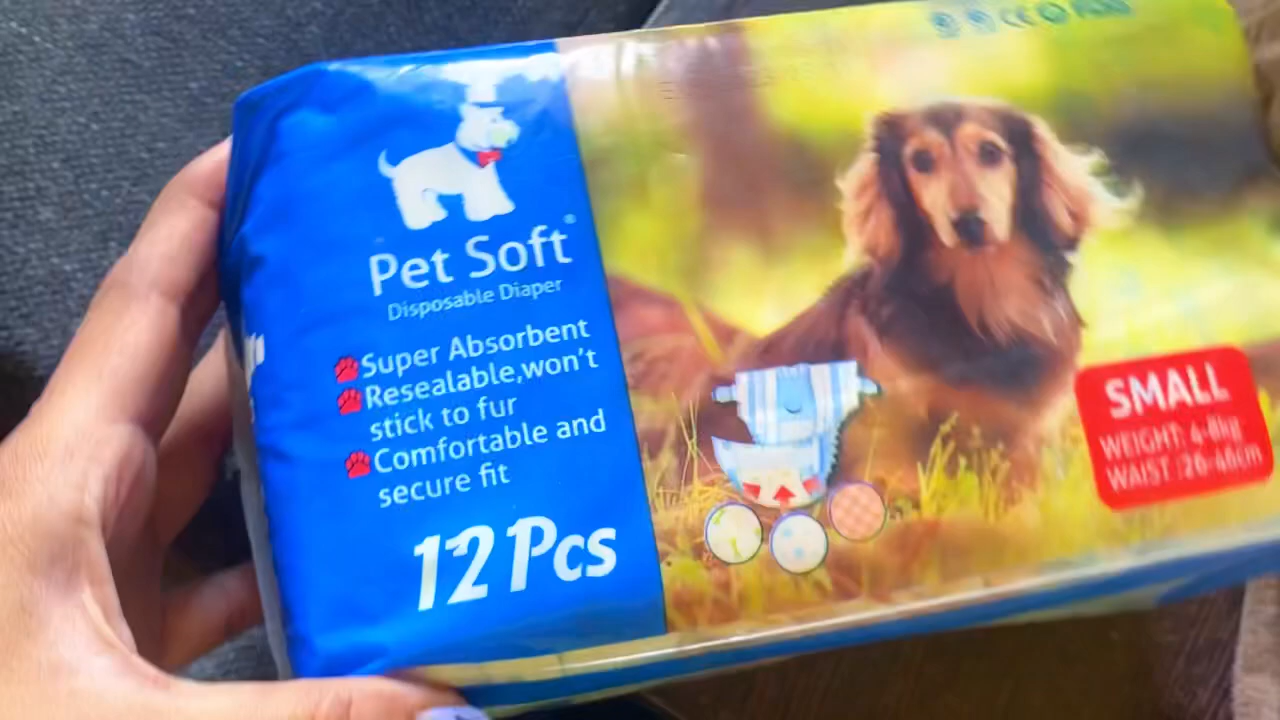 Pet Soft
Disposable Diaper
Super Absorbent
Resealable,won't
stick to fur
Comfortable and
secure fit
12 Pcs
SMALL
WEIGHT: 4-8kg
WAIST :26-46cm